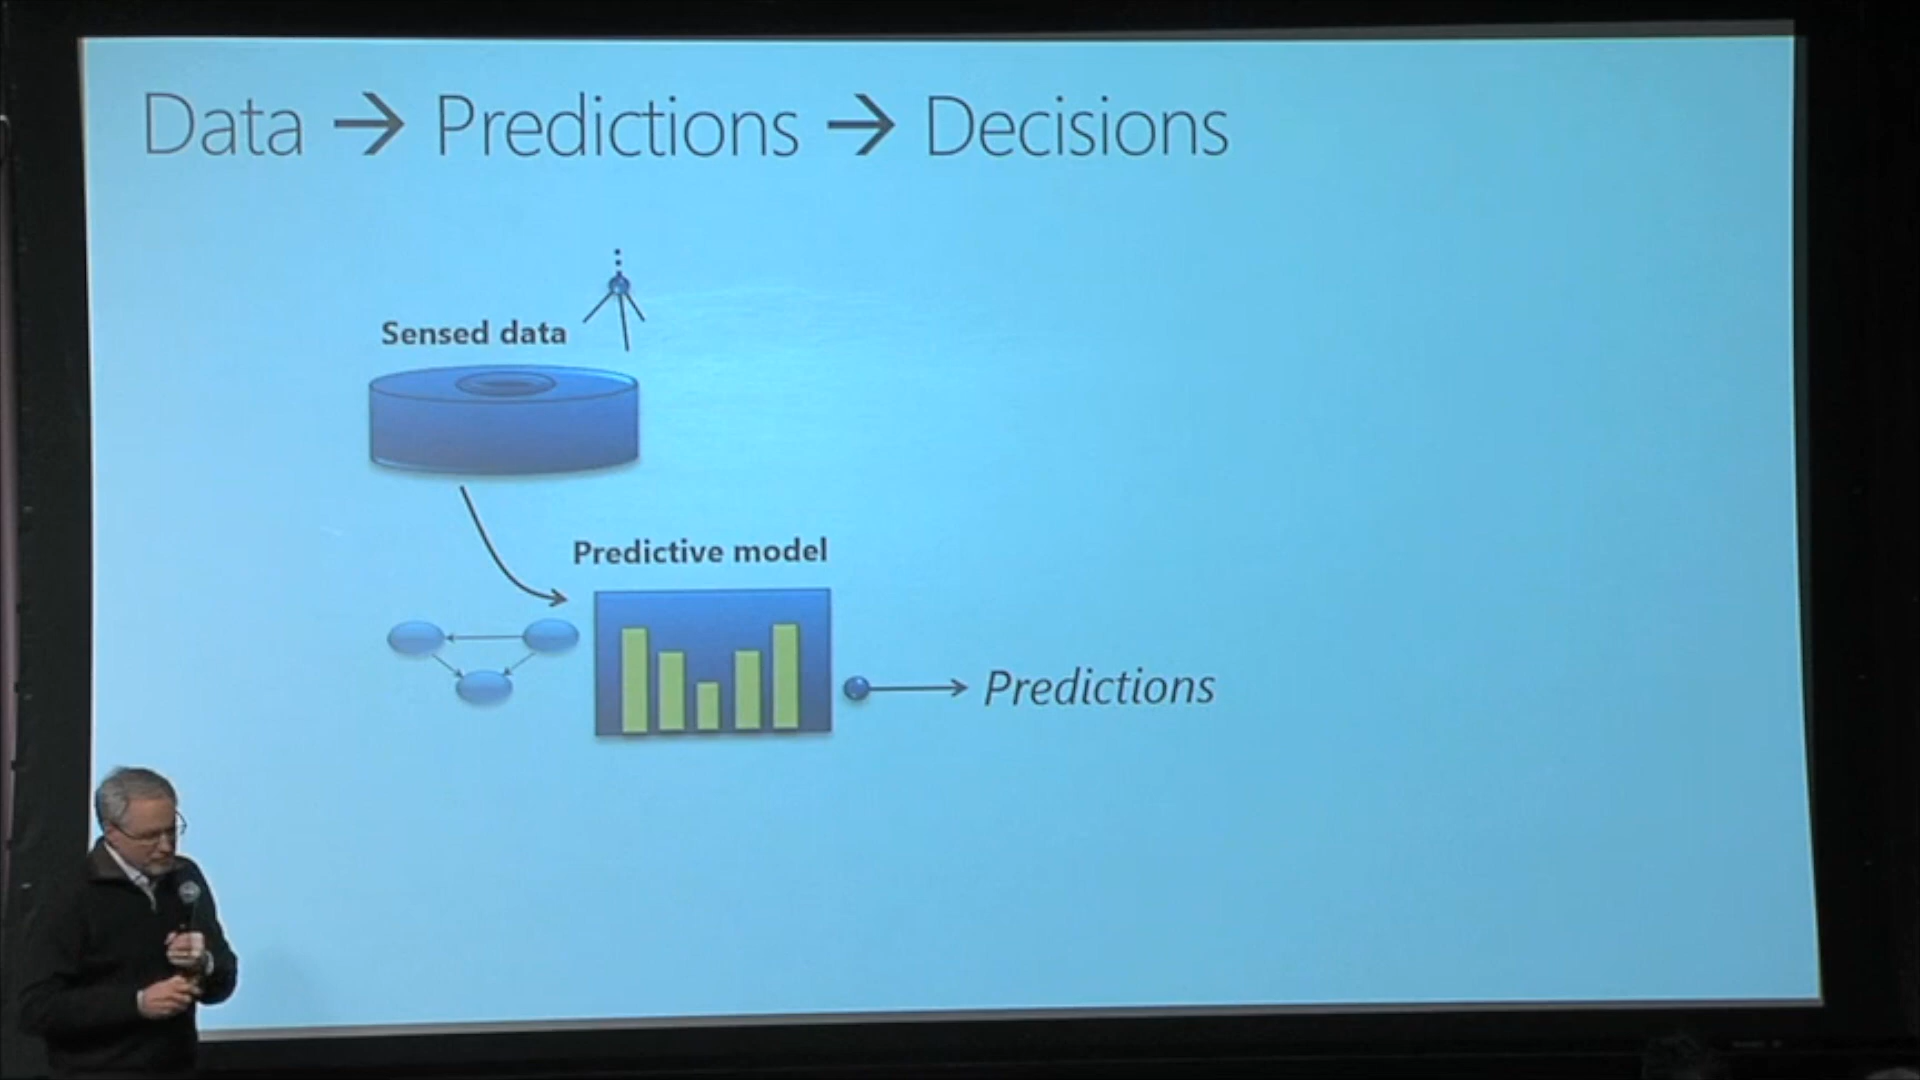 Data → Predictions → Decisions
Sensed data
Predictive model
Predictions